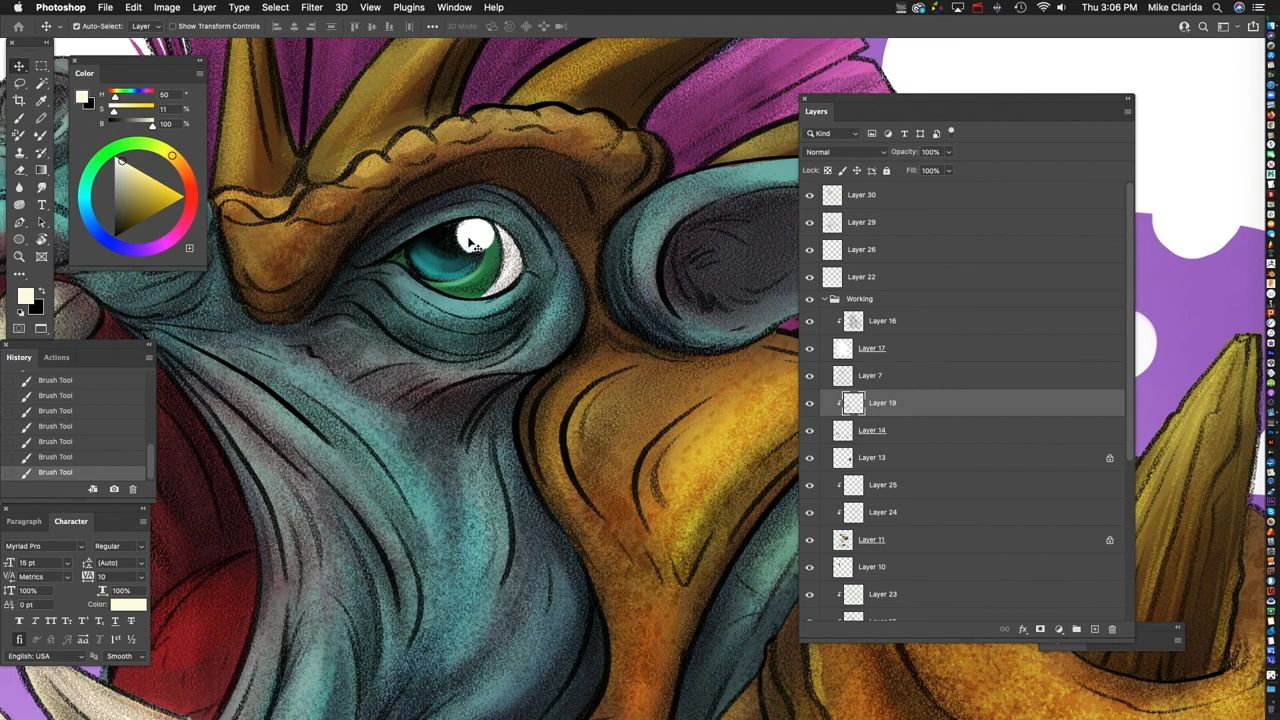 Photoshop File Edit Image Layer Type Select Filter 3D View Plugins Window Help Thu 3:06 PM Mike Clarida
Auto-Select: Layer Show Transform Controls 3D Mode:
Color
H 50 °
S 11 %
B 100 %
History Actions
Brush Tool
Brush Tool
Brush Tool
Brush Tool
Brush Tool
Brush Tool
Brush Tool
Paragraph Character
Myriad Pro Regular
15 pt (Auto)
Metrics 10
100% 100%
0 pt Color:
English: USA Smooth
Layers
Kind
Normal Opacity: 100%
Lock: Fill: 100%
Layer 30
Layer 29
Layer 26
Layer 22
Working
Layer 16
Layer 17
Layer 7
Layer 19
Layer 14
Layer 13
Layer 25
Layer 24
Layer 11
Layer 10
Layer 23